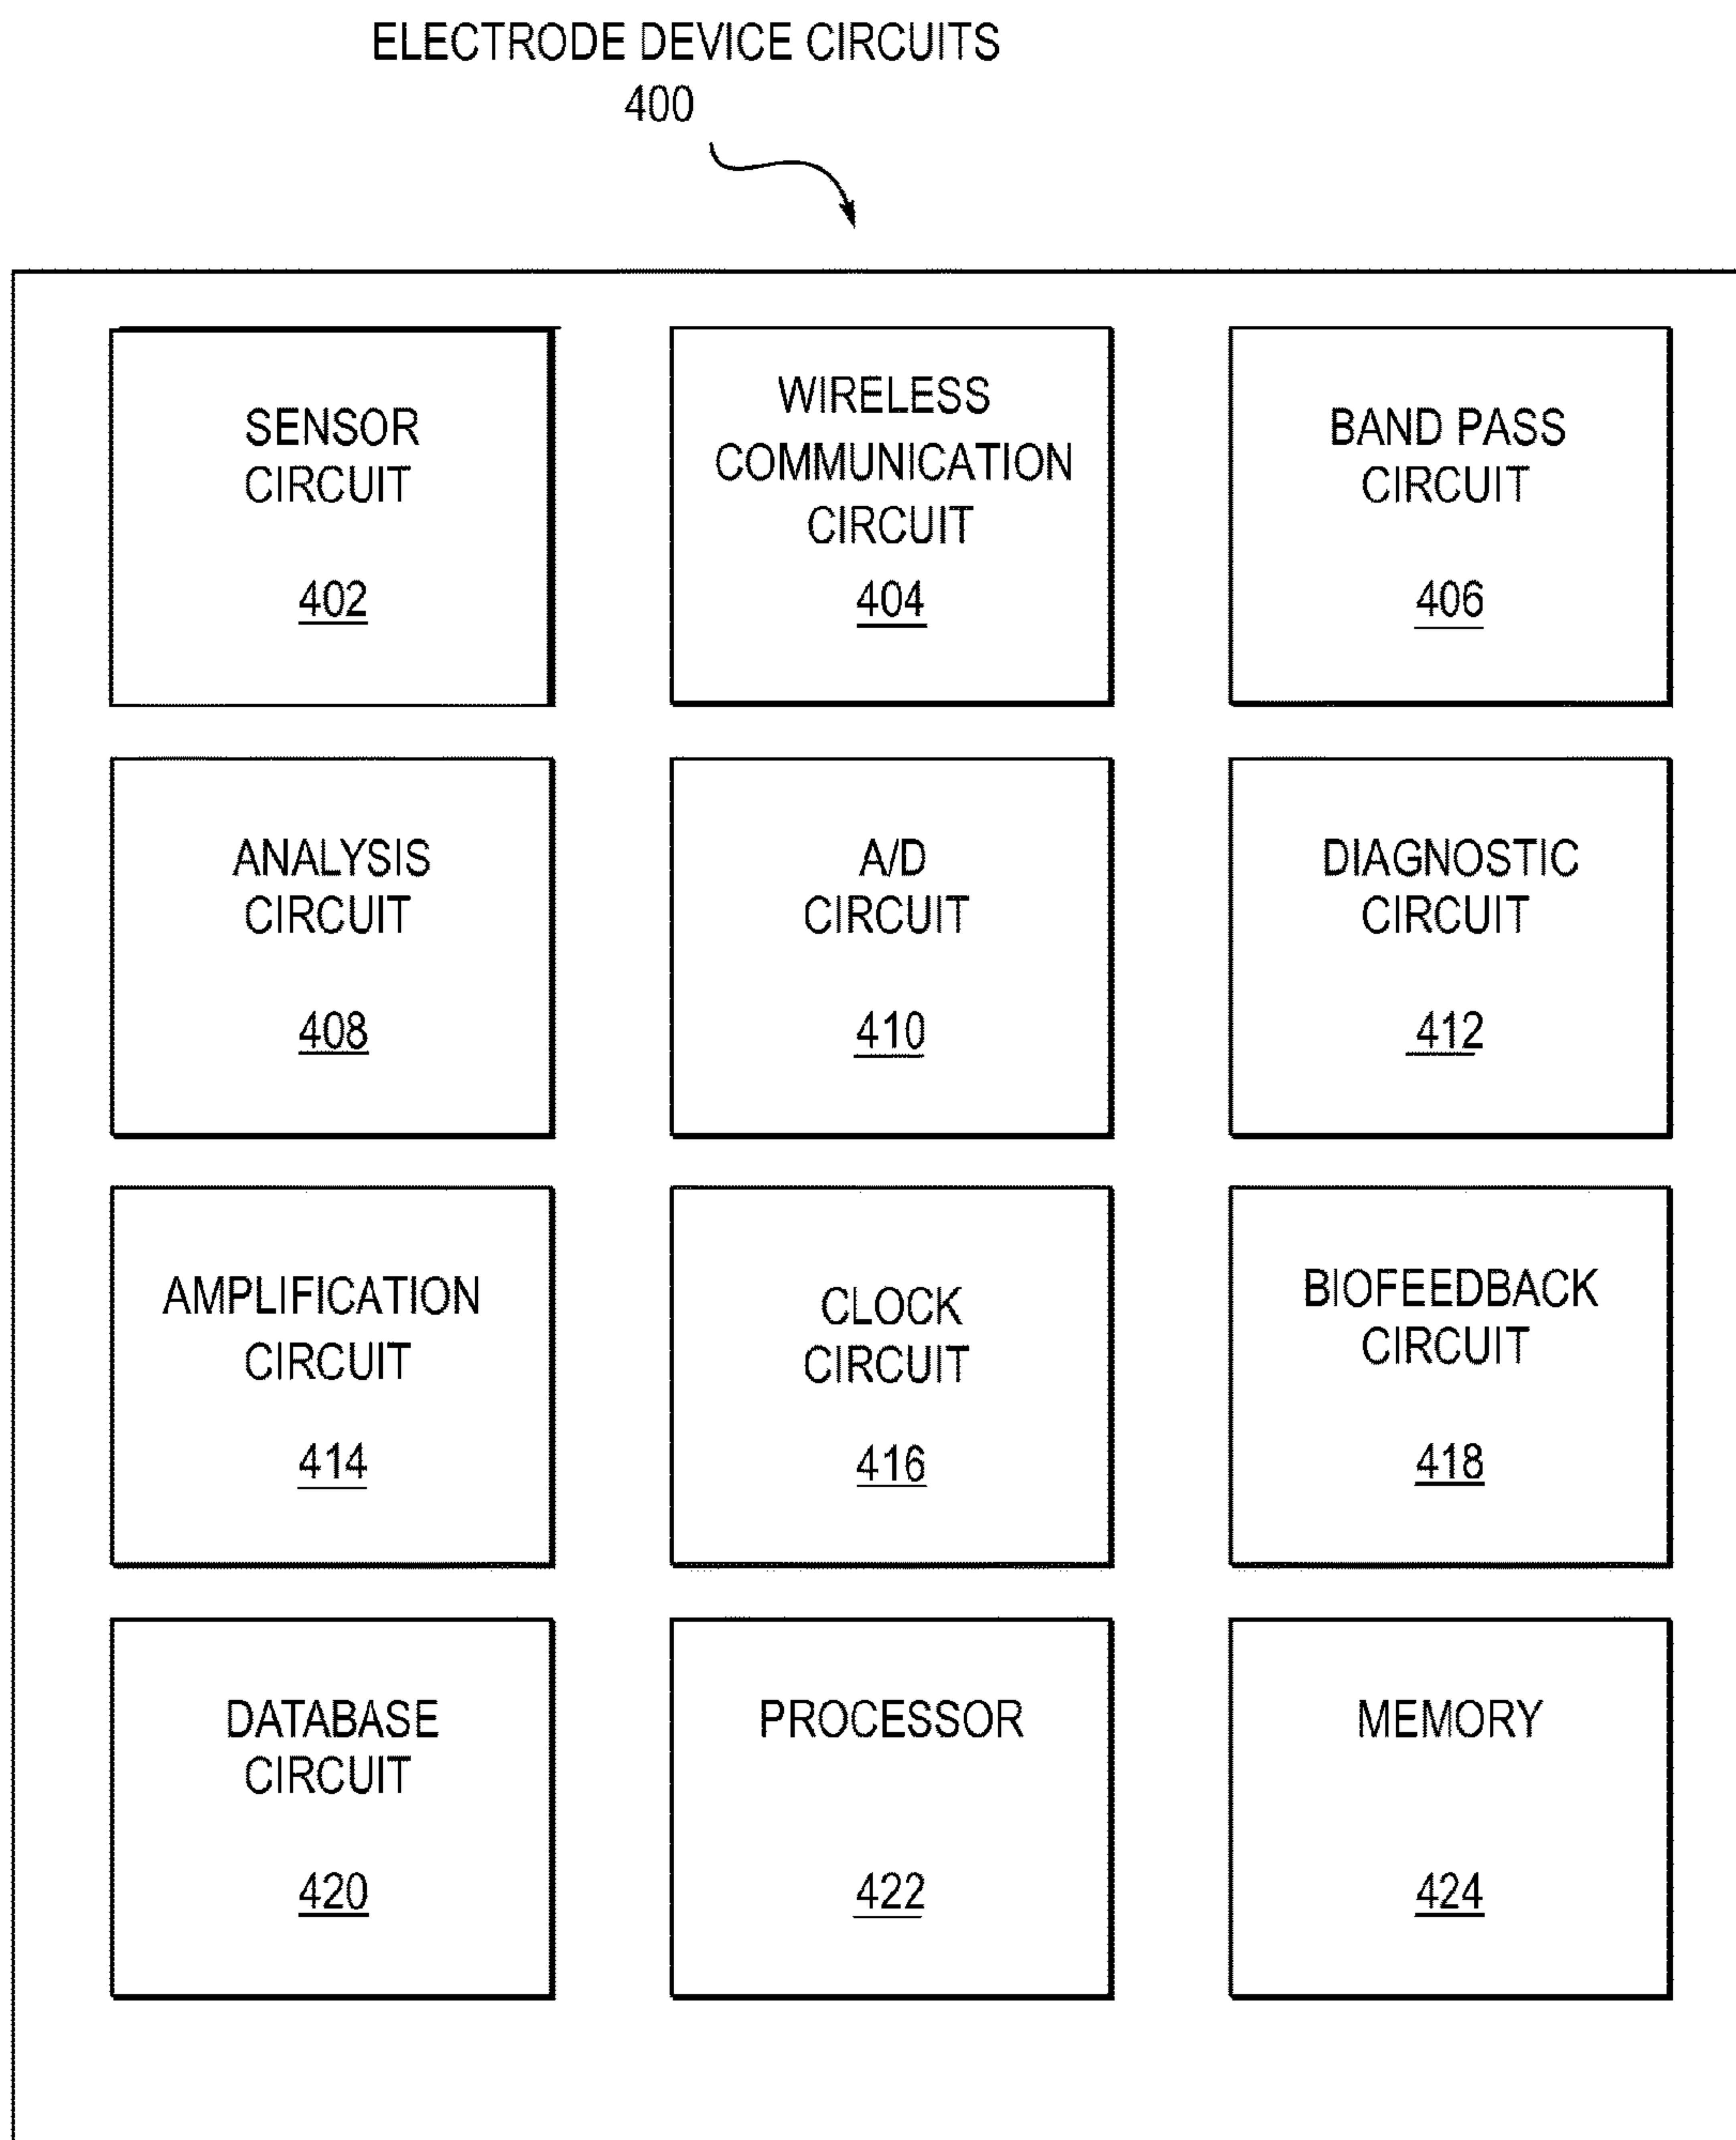 ELECTRODE DEVICE CIRCUITS
400
SENSOR
CIRCUIT
402
WIRELESS
COMMUNICATION
CIRCUIT
404
BAND PASS
CIRCUIT
406
ANALYSIS
CIRCUIT
408
A/D
CIRCUIT
410
DIAGNOSTIC
CIRCUIT
412
AMPLIFICATION
CIRCUIT
414
CLOCK
CIRCUIT
416
BIOFEEDBACK
CIRCUIT
418
DATABASE
CIRCUIT
420
PROCESSOR
422
MEMORY
424